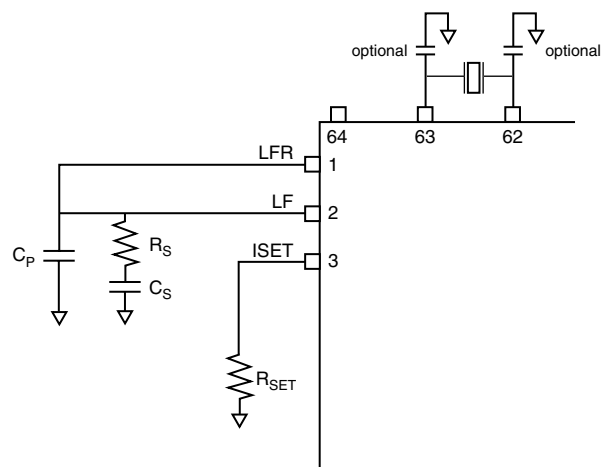 optional
optional
64
63
62
LFR
1
LF
2
CP
RS
CS
ISET
3
RSET